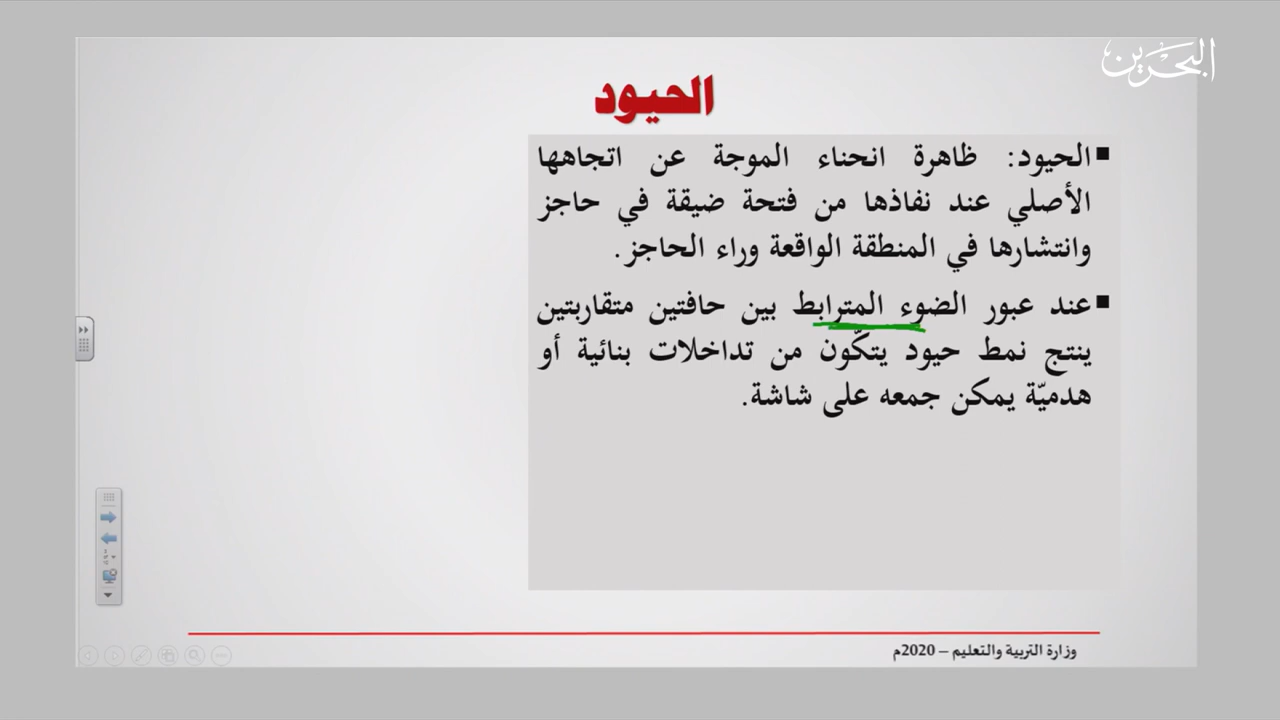 البحرين
الحيود
الحيود: ظاهرة انحناء الموجة عن اتجاهها
الأصلي عند نفاذها من فتحة ضيقة في حاجز
وانتشارها في المنطقة الواقعة وراء الحاجز.
عند عبور الضوء المترابط بين حافتين متقاربتين
ينتج نمط حيود يتكّون من تداخلات بنائية أو
هدميّة يمكن جمعه على شاشة.
وزارة التربية والتعليم – 2020م